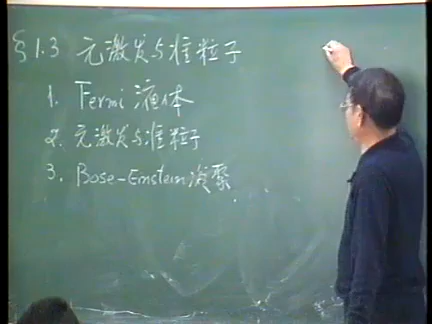 §1.3 元激发与准粒子
1. Fermi 液体
2. 元激发与准粒子
3. Bose-Einstein 凝聚